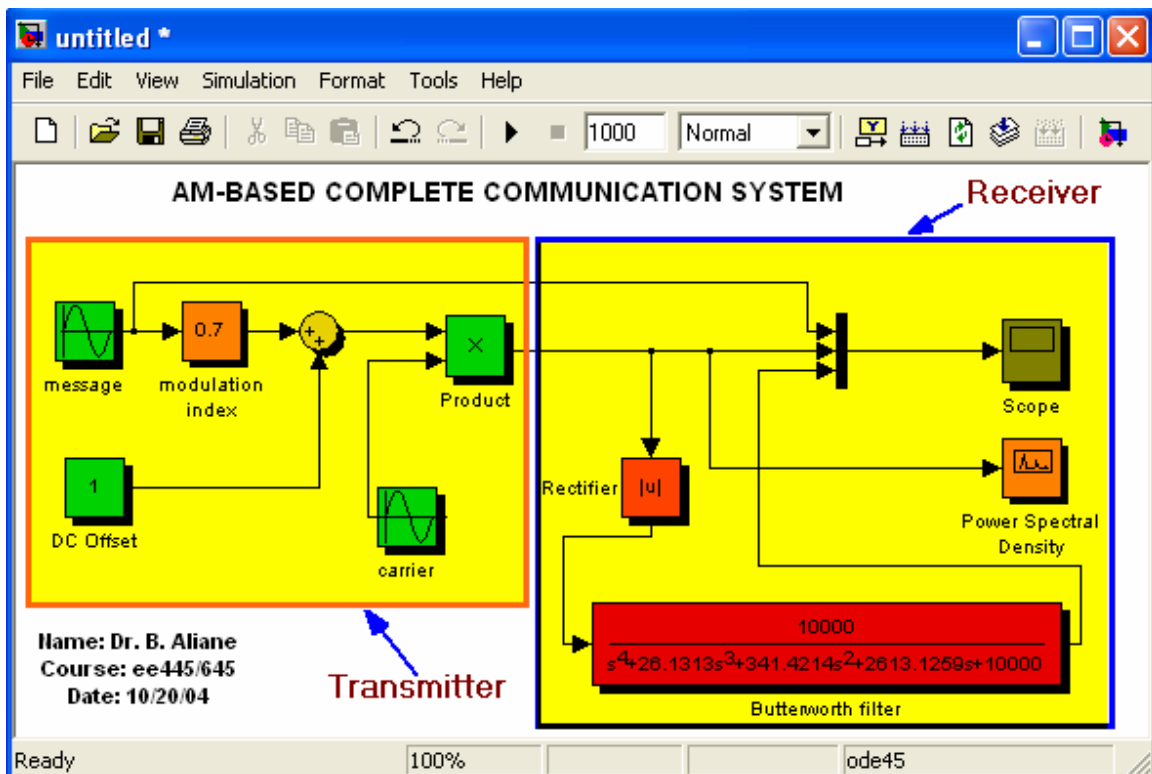 untitled *
File Edit View Simulation Format Tools Help
1000 Normal
AM-BASED COMPLETE COMMUNICATION SYSTEM
Receiver
message
0.7
modulation
index
+
+
×
Product
1
DC Offset
carrier
Scope
Rectifier
|u|
Power Spectral
Density
10000
s4+26.1313s3+341.4214s2+2613.1259s+10000
Butterworth filter
Name: Dr. B. Aliane
Course: ee445/645
Date: 10/20/04
Transmitter
Ready 100% ode45